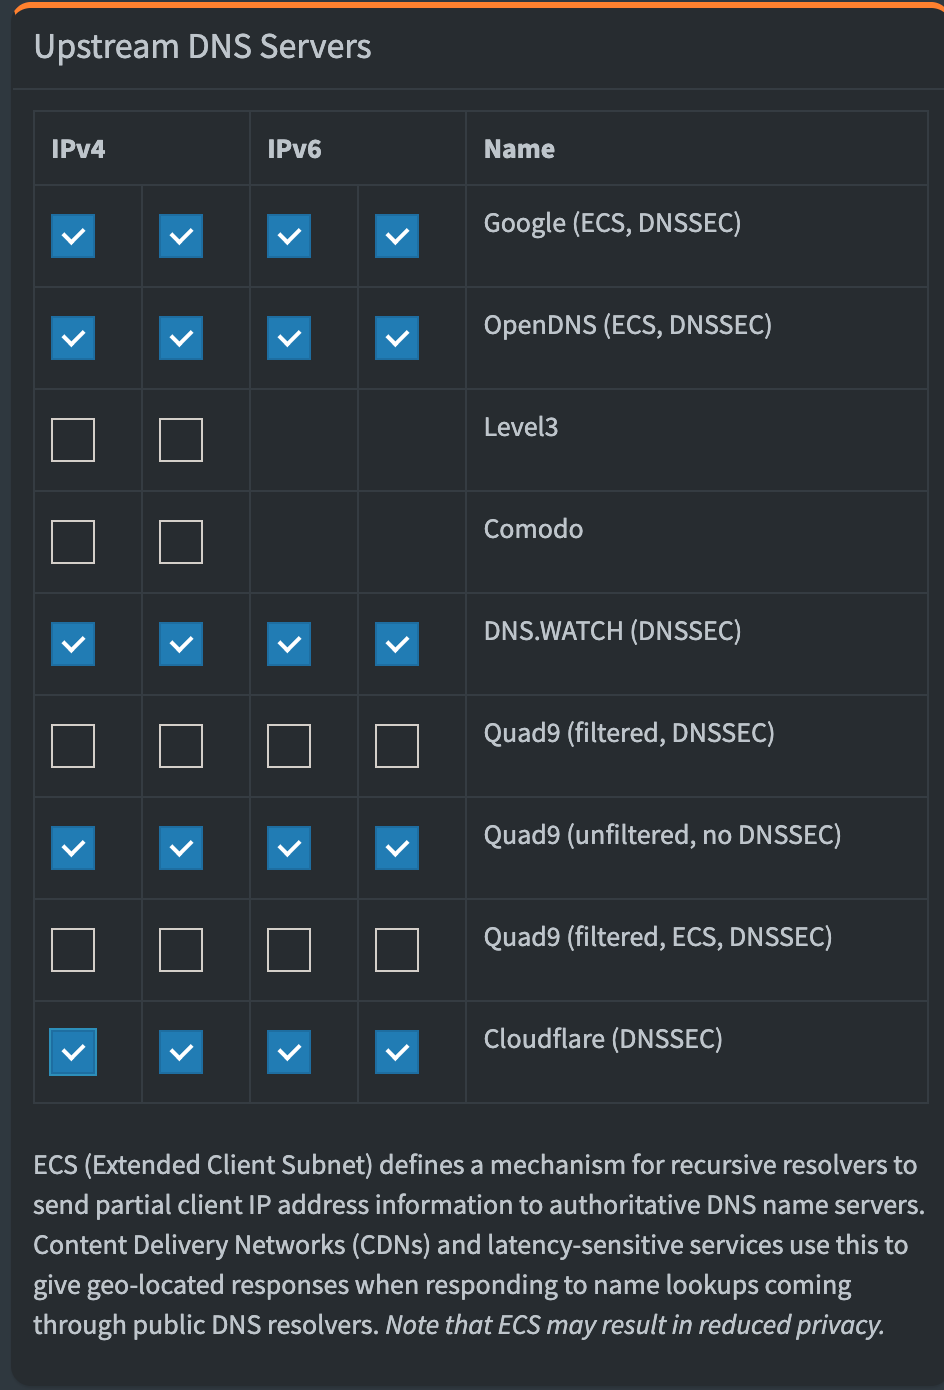 Upstream DNS Servers
IPv4 IPv6 Name
Google (ECS, DNSSEC)
OpenDNS (ECS, DNSSEC)
Level3
Comodo
DNS.WATCH (DNSSEC)
Quad9 (filtered, DNSSEC)
Quad9 (unfiltered, no DNSSEC)
Quad9 (filtered, ECS, DNSSEC)
Cloudflare (DNSSEC)
ECS (Extended Client Subnet) defines a mechanism for recursive resolvers to
send partial client IP address information to authoritative DNS name servers.
Content Delivery Networks (CDNs) and latency-sensitive services use this to
give geo-located responses when responding to name lookups coming
through public DNS resolvers. Note that ECS may result in reduced privacy.